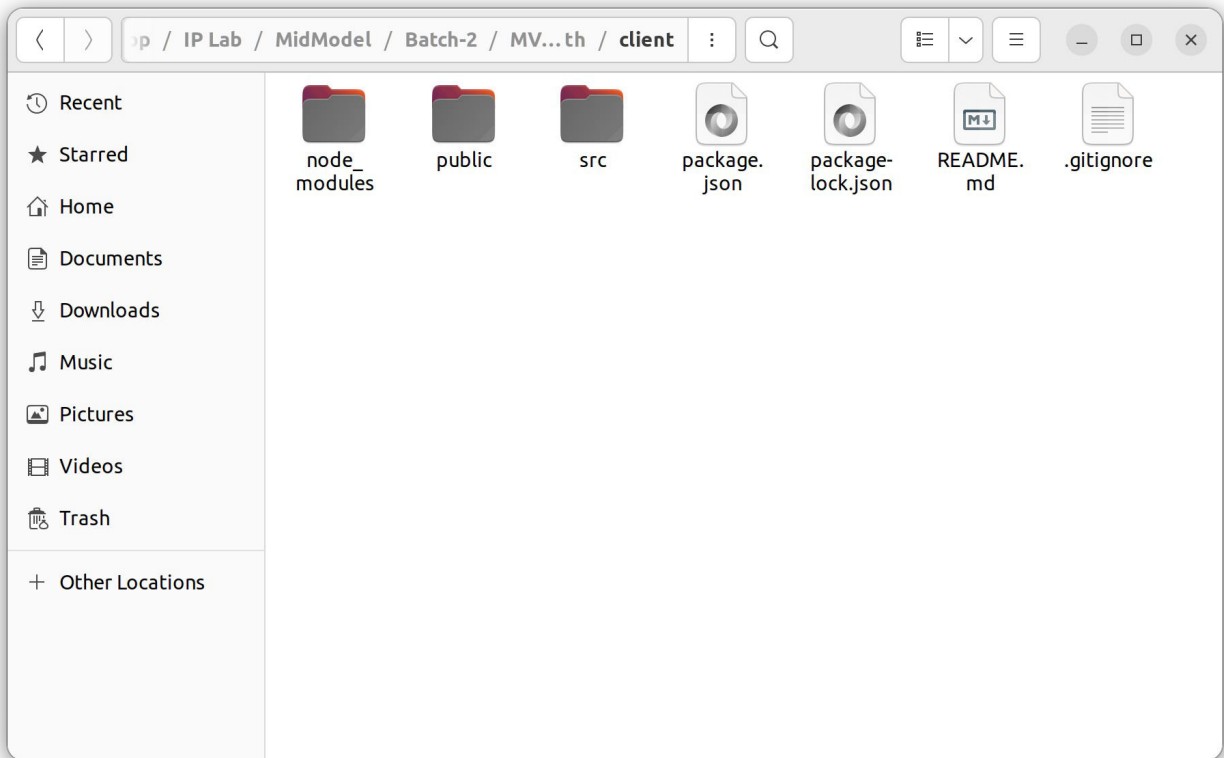 op / IP Lab / MidModel / Batch-2 / MV...th / client
Recent
Starred
Home
Documents
Downloads
Music
Pictures
Videos
Trash
Other Locations
node_
modules
public
src
package.
json
package-
lock.json
README.
md
.gitignore